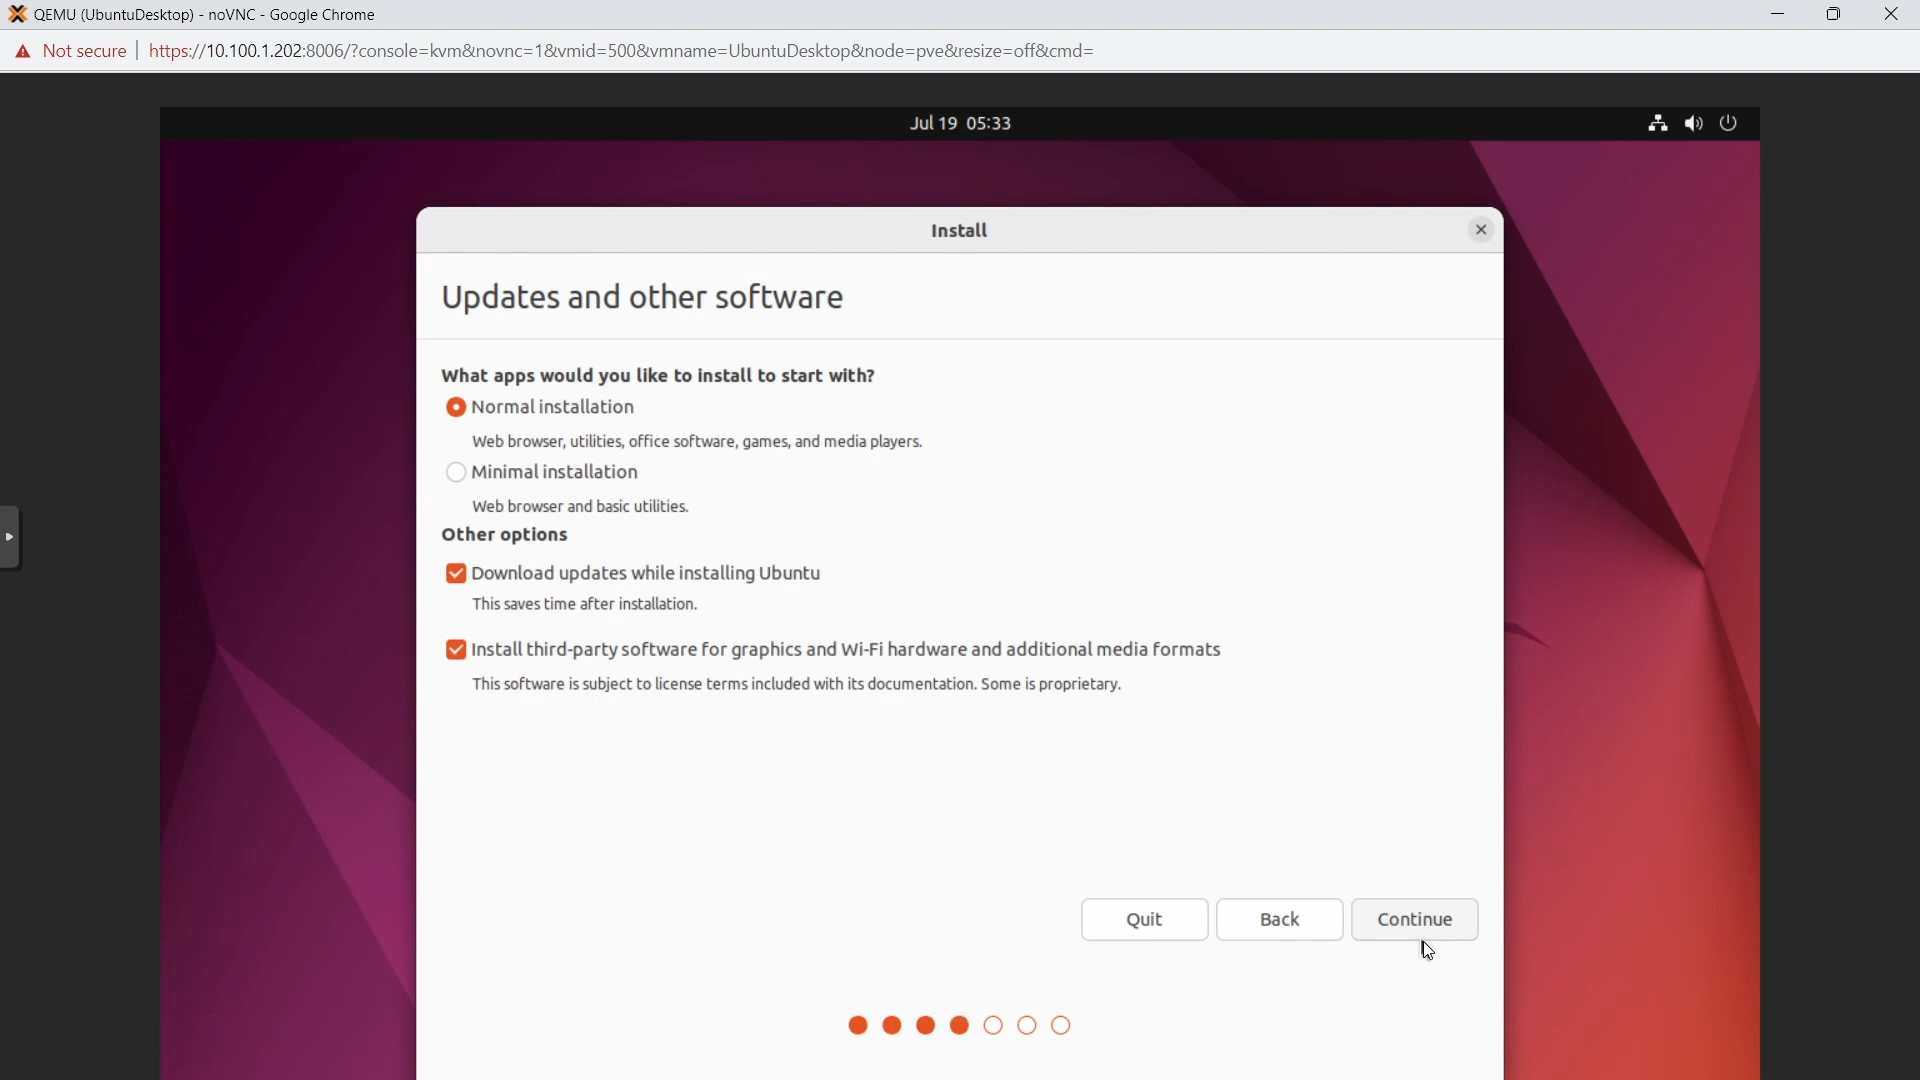 QEMU (UbuntuDesktop) - noVNC - Google Chrome
Not secure https://10.100.1.202:8006/?console=kvm&novnc=1&vmid=500&vmname=UbuntuDesktop&node=pve&resize=off&cmd=
Jul 19 05:33
Install
Updates and other software
What apps would you like to install to start with?
Normal installation
Web browser, utilities, office software, games, and media players.
Minimal installation
Web browser and basic utilities.
Other options
Download updates while installing Ubuntu
This saves time after installation.
Install third-party software for graphics and Wi-Fi hardware and additional media formats
This software is subject to license terms included with its documentation. Some is proprietary.
Quit Back Continue